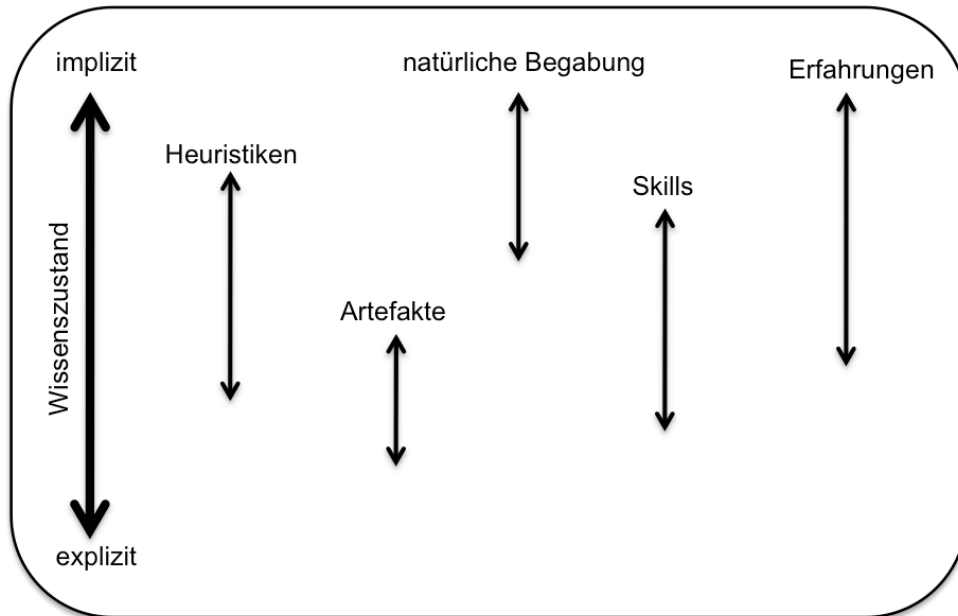 implizit
natürliche Begabung
Erfahrungen
Heuristiken
Skills
Wissenszustand
Artefakte
explizit